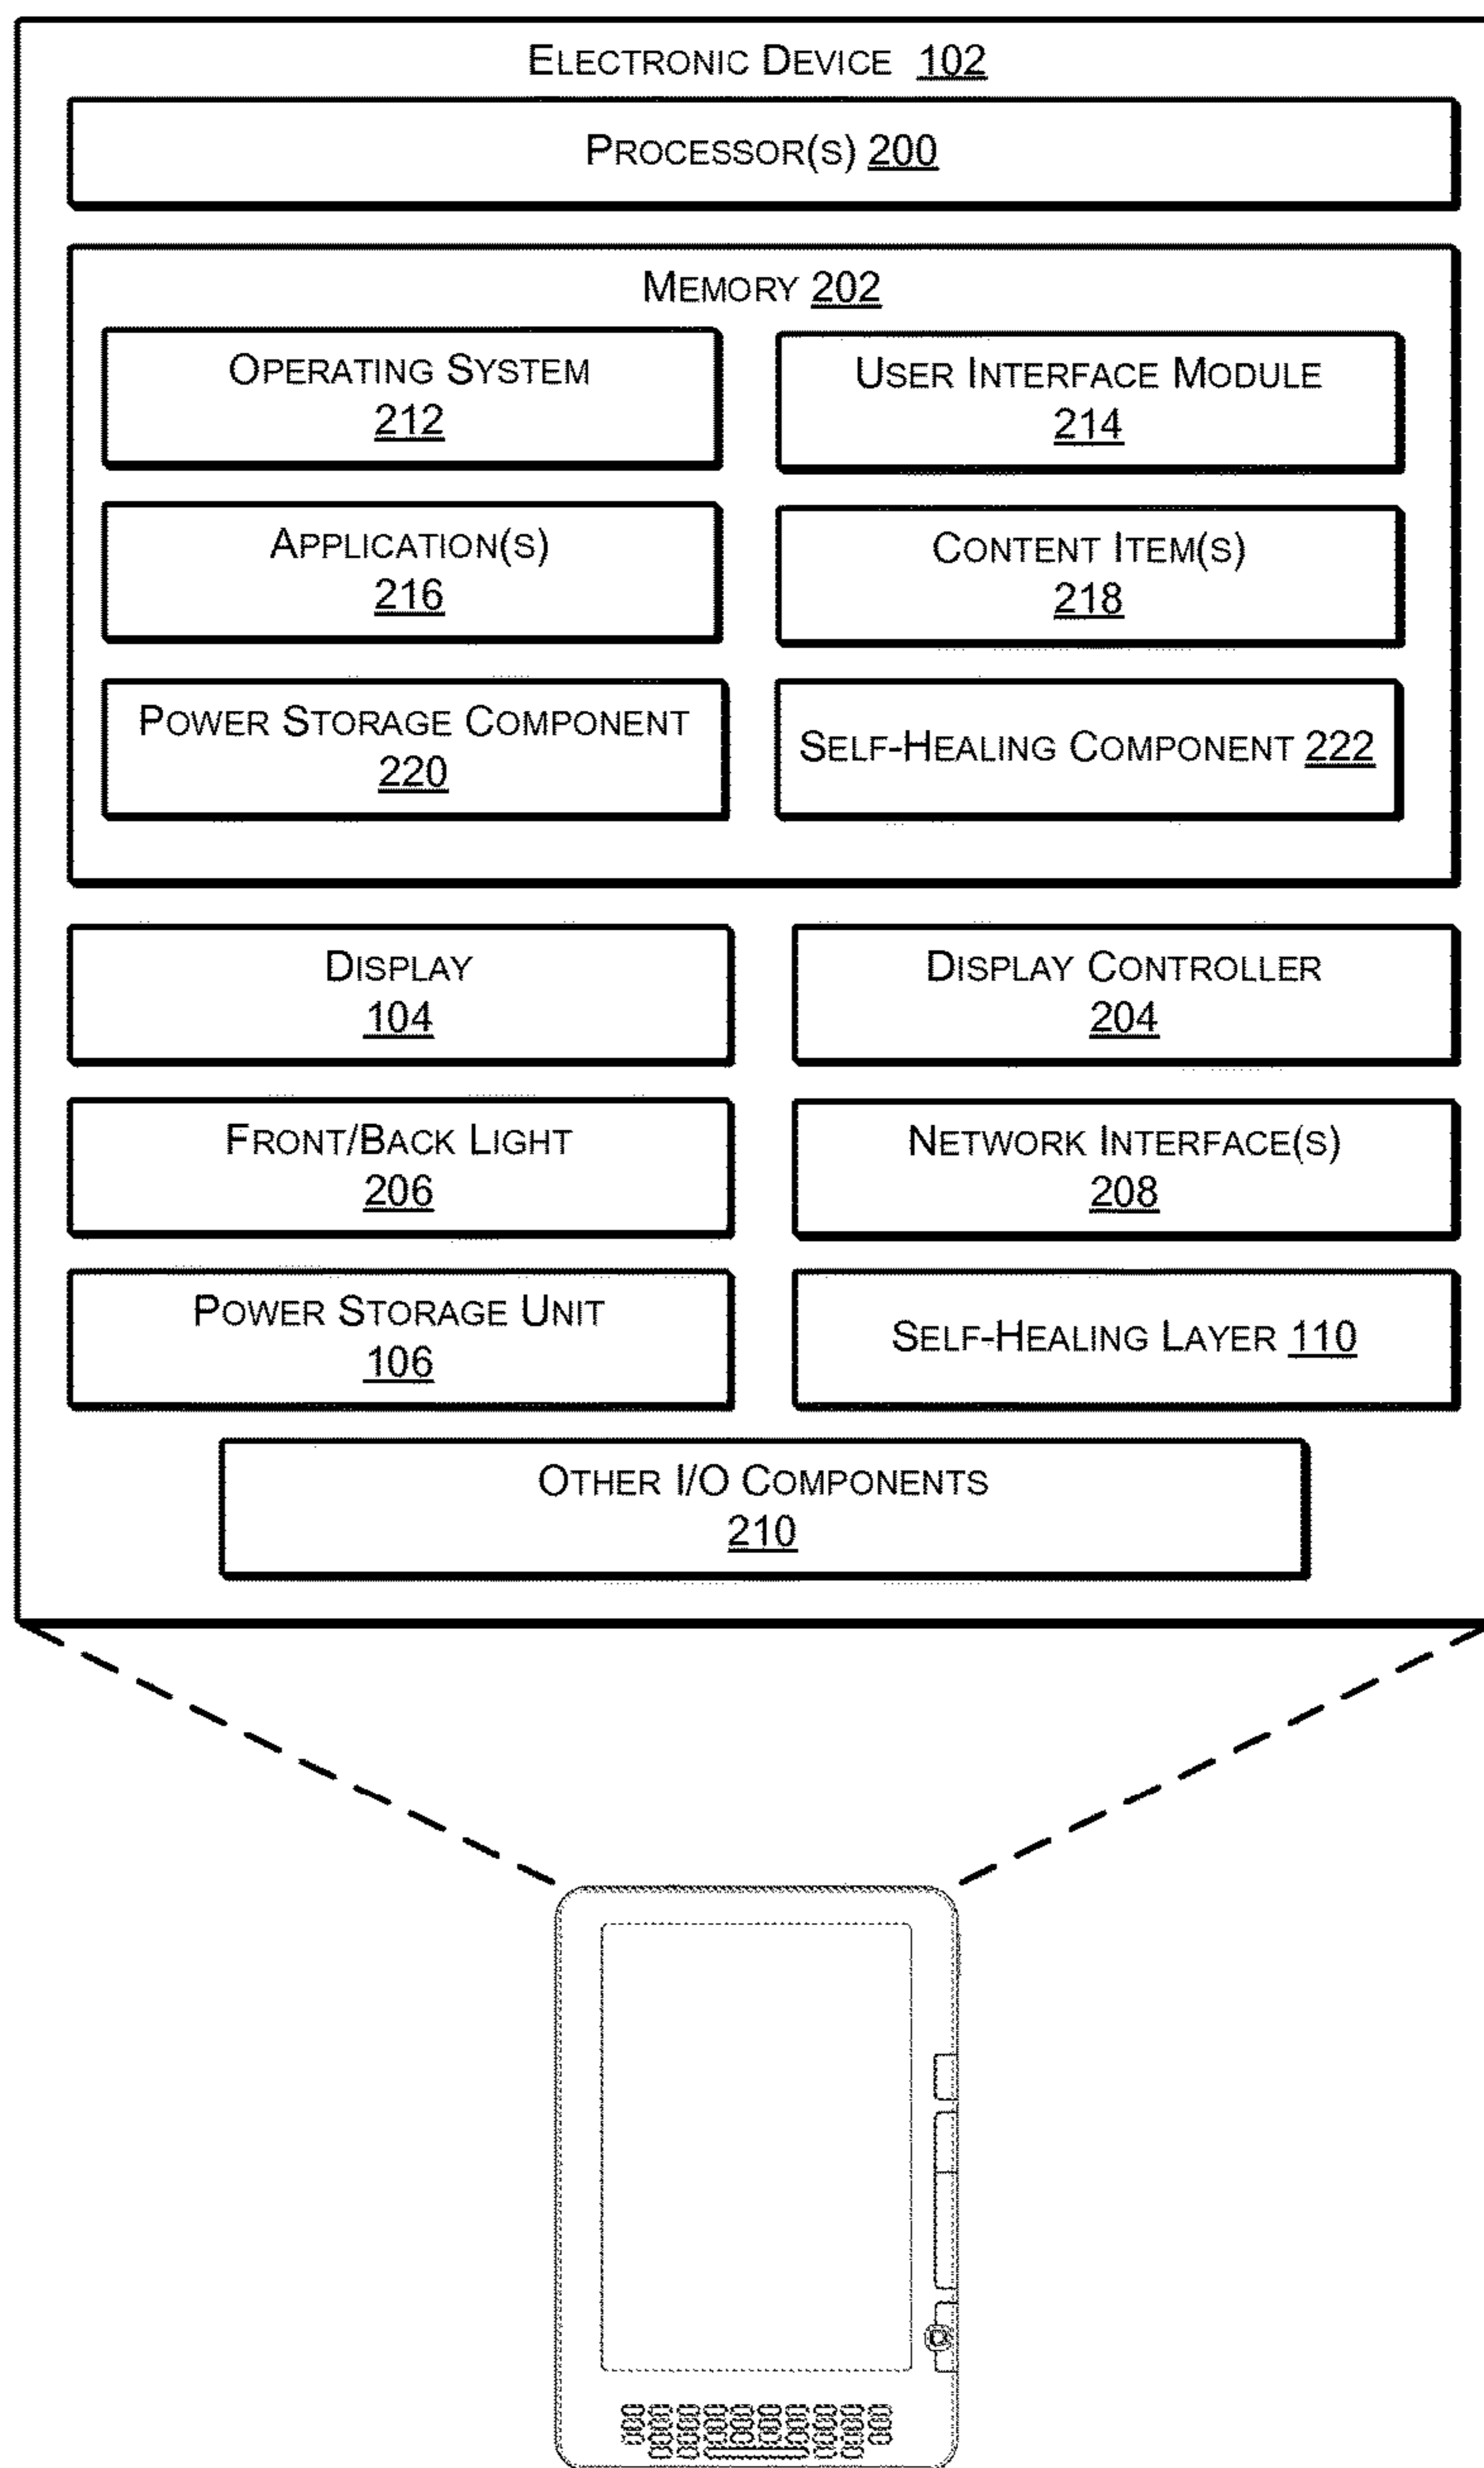 ELECTRONIC DEVICE 102
PROCESSOR(S) 200
MEMORY 202
OPERATING SYSTEM
212
USER INTERFACE MODULE
214
APPLICATION(S)
216
CONTENT ITEM(S)
218
POWER STORAGE COMPONENT
220
SELF-HEALING COMPONENT 222
DISPLAY
104
DISPLAY CONTROLLER
204
FRONT/BACK LIGHT
206
NETWORK INTERFACE(S)
208
POWER STORAGE UNIT
106
SELF-HEALING LAYER 110
OTHER I/O COMPONENTS
210